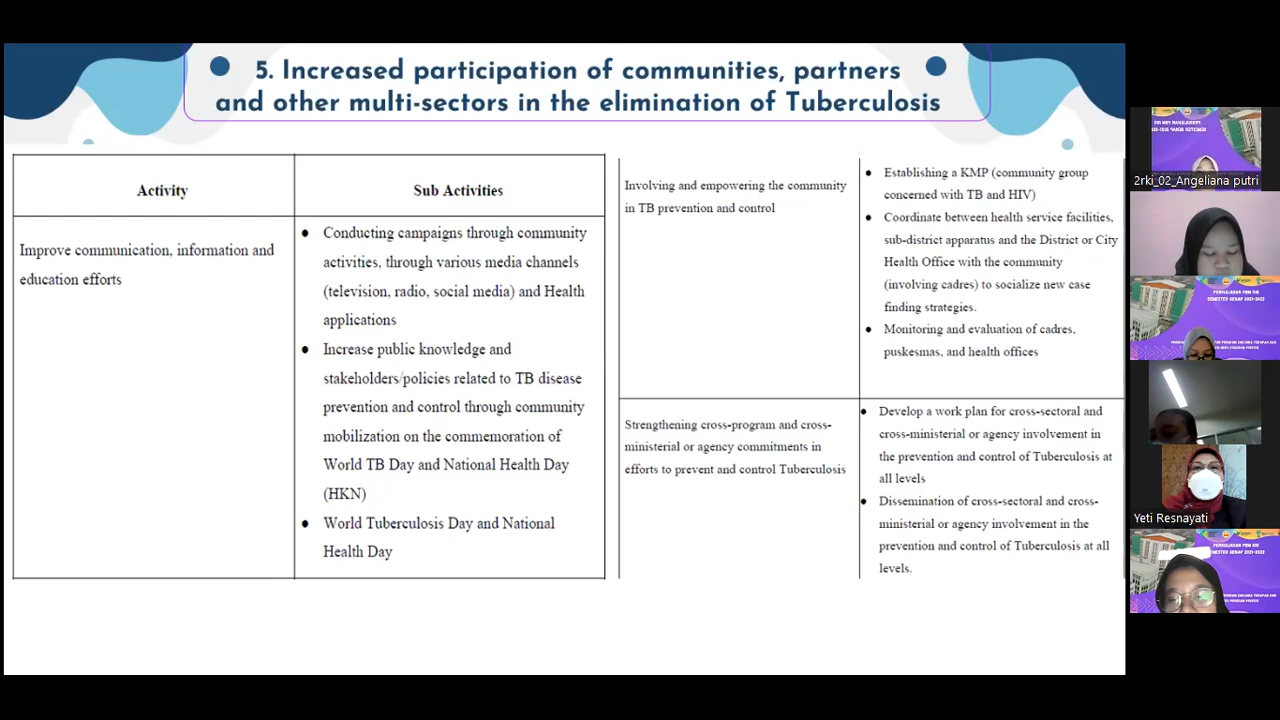 5. Increased participation of communities, partners
and other multi-sectors in the elimination of Tuberculosis
Activity
Sub Activities
Improve communication, information and
education efforts
● Conducting campaigns through community
activities, through various media channels
(television, radio, social media) and Health
applications
● Increase public knowledge and
stakeholders/policies related to TB disease
prevention and control through community
mobilization on the commemoration of
World TB Day and National Health Day
(HKN)
● World Tuberculosis Day and National
Health Day
Involving and empowering the community
in TB prevention and control
● Establishing a KMP (community group
concerned with TB and HIV)
● Coordinate between health service facilities,
sub-district apparatus and the District or City
Health Office with the community
(involving cadres) to socialize new case
finding strategies.
● Monitoring and evaluation of cadres,
puskesmas, and health offices
Strengthening cross-program and cross-
ministerial or agency commitments in
efforts to prevent and control Tuberculosis
● Develop a work plan for cross-sectoral and
cross-ministerial or agency involvement in
the prevention and control of Tuberculosis at
all levels
● Dissemination of cross-sectoral and cross-
ministerial or agency involvement in the
prevention and control of Tuberculosis at all
levels.
2rki_02_Angeliana putri
SEMESTER GENAP 2021-2022
Yeti Resnayati
SEMESTER GENAP 2021-2022